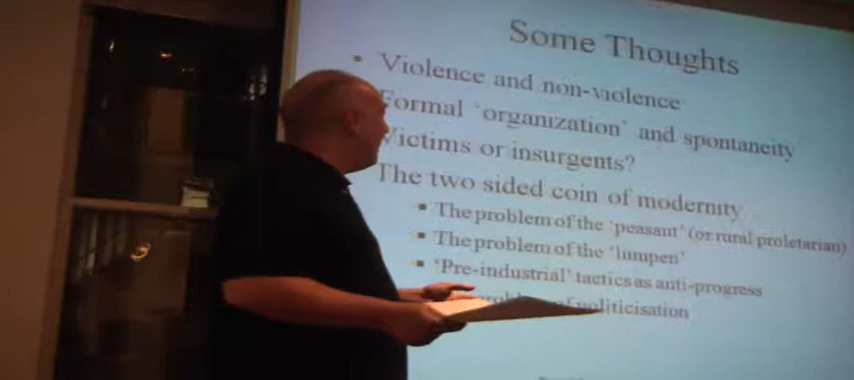 Some Thoughts
• Violence and non-violence
Formal `organization` and spontaneity
Victims or insurgents?
The two sided coin of modernity
▪ The problem of the 'peasant' (or rural proletarian)
▪ The problem of the 'lumpen'
▪ 'Pre-industrial' tactics as anti-progress
problem of politicisation